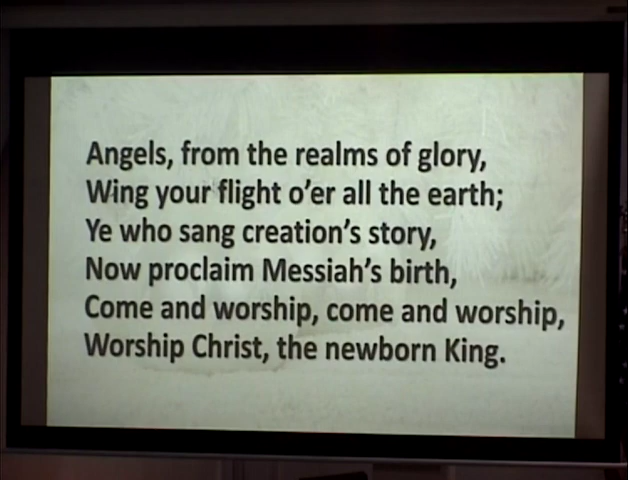 Angels, from the realms of glory,
Wing your flight o'er all the earth;
Ye who sang creation's story,
Now proclaim Messiah's birth,
Come and worship, come and worship,
Worship Christ, the newborn King.